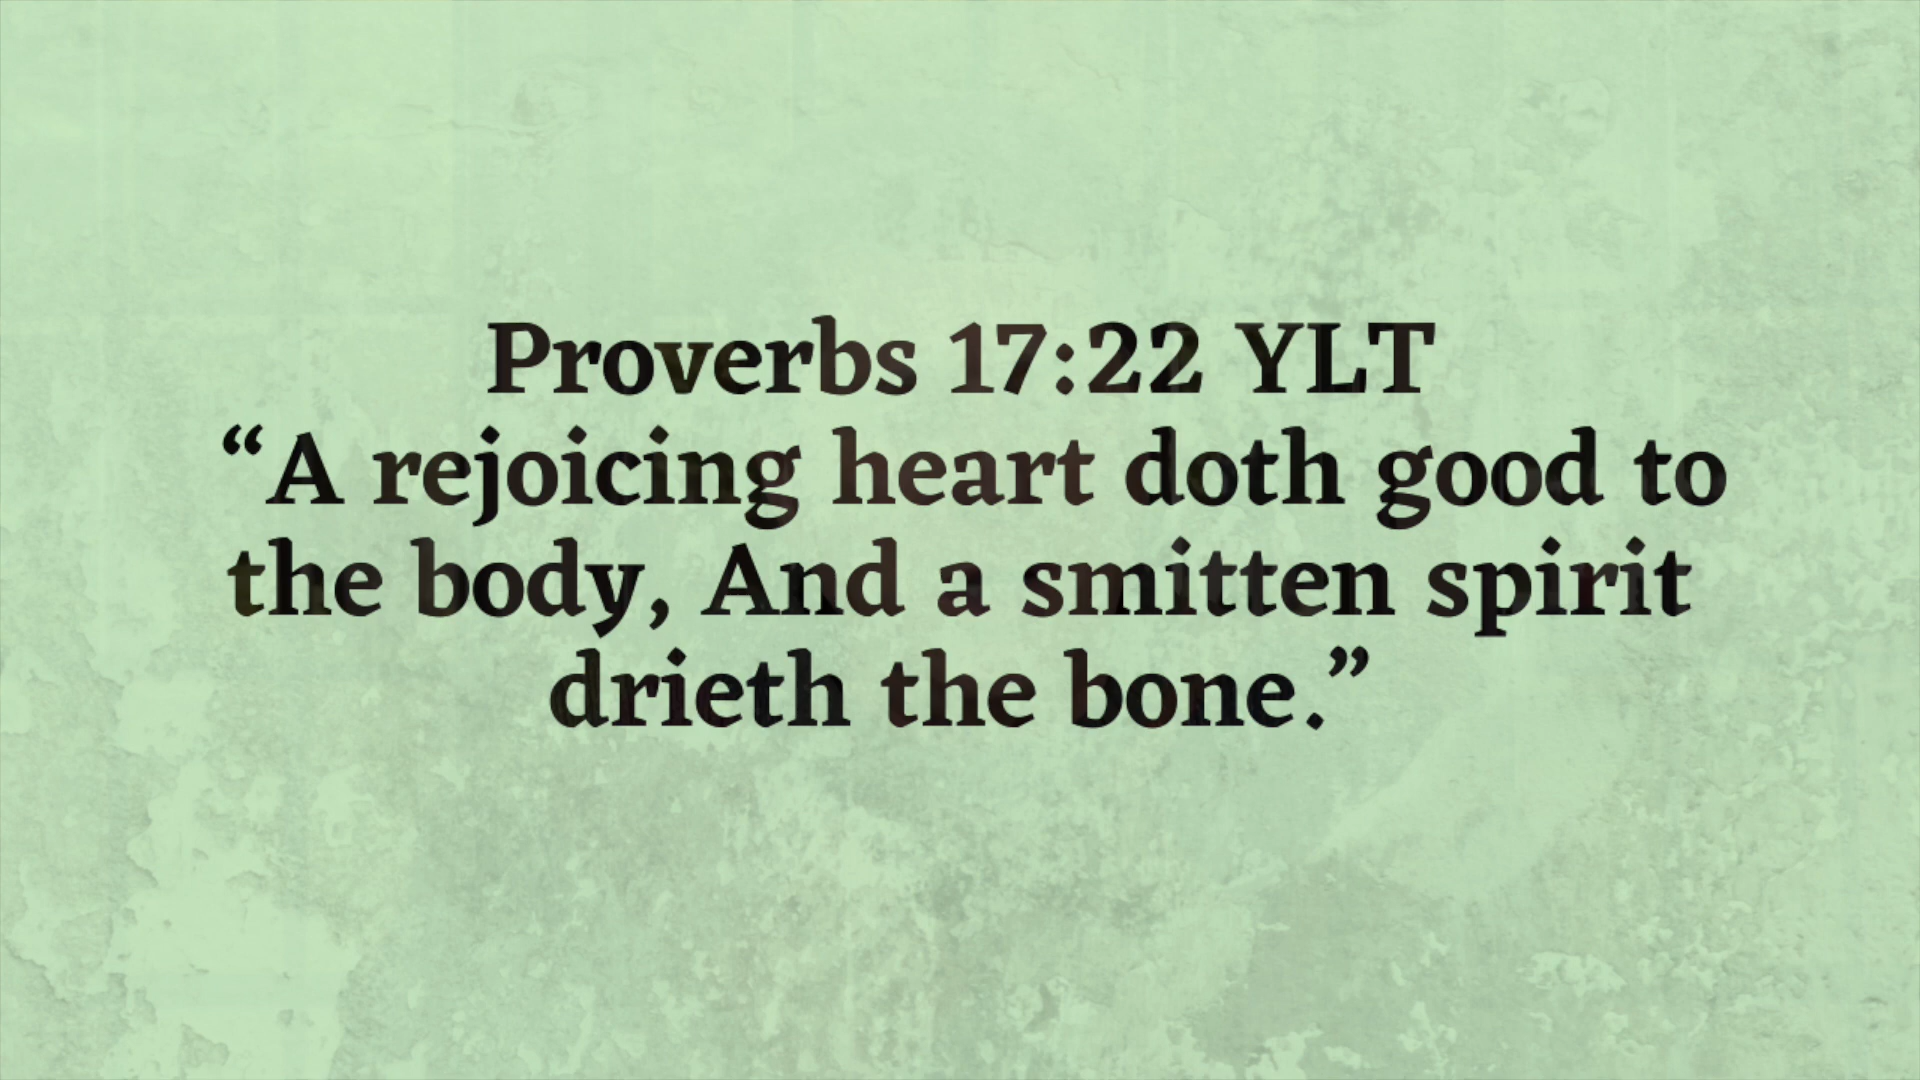 Proverbs 17:22 YLT
“A rejoicing heart doth good to
the body, And a smitten spirit
drieth the bone.”